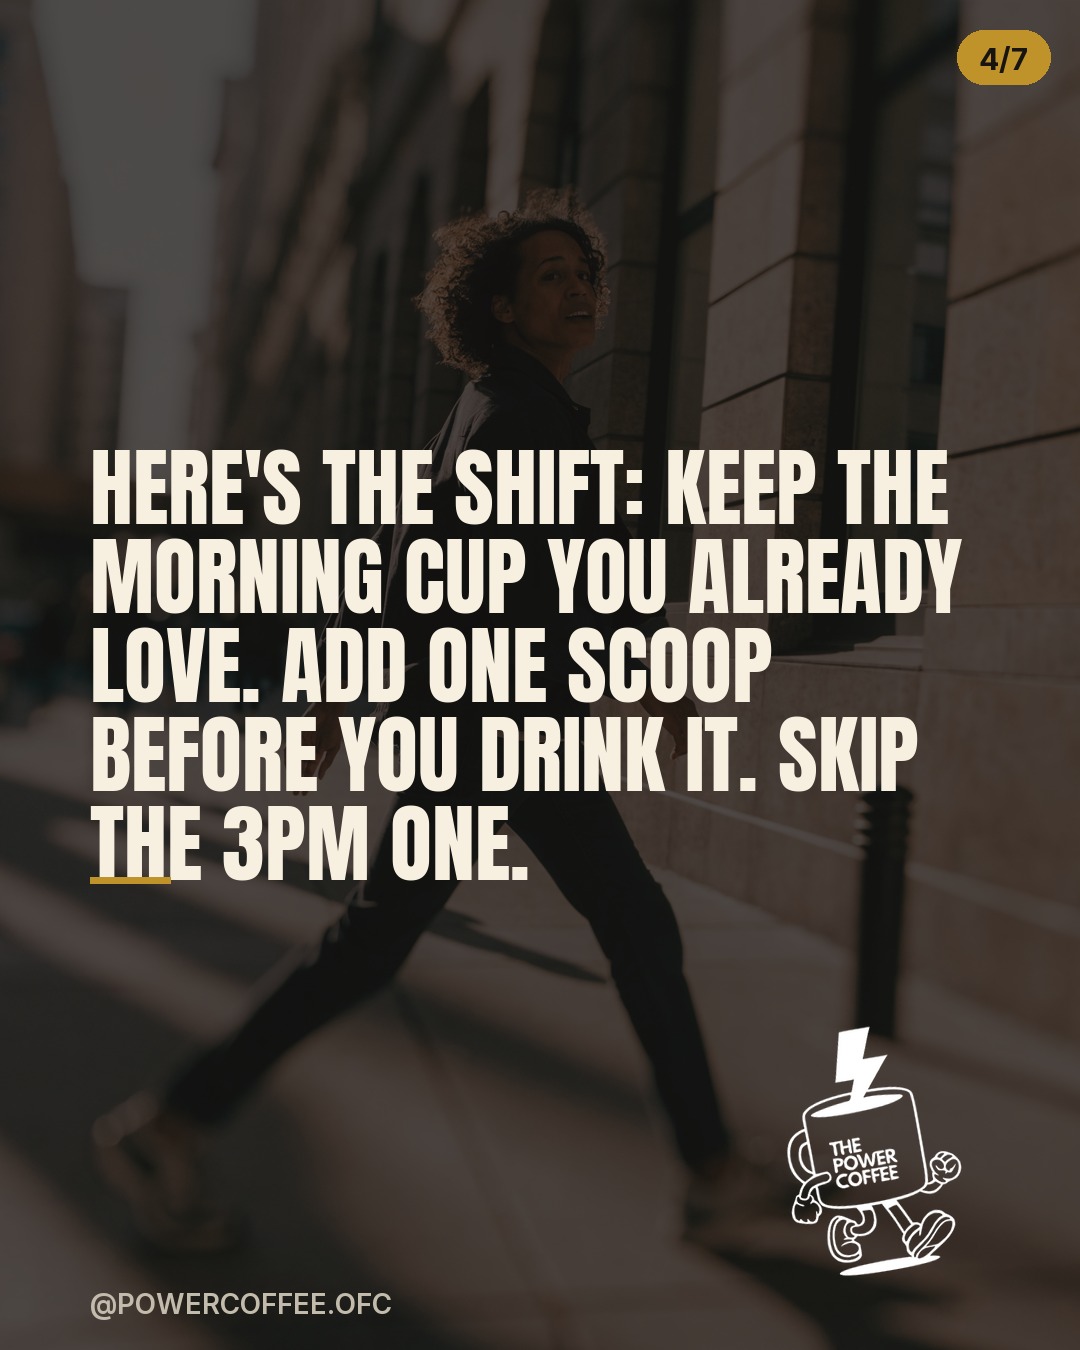 4/7
HERE'S THE SHIFT: KEEP THE
MORNING CUP YOU ALREADY
LOVE. ADD ONE SCOOP
BEFORE YOU DRINK IT. SKIP
THE 3PM ONE.
THE
POWER
COFFEE
@POWERCOFFEE.OFC